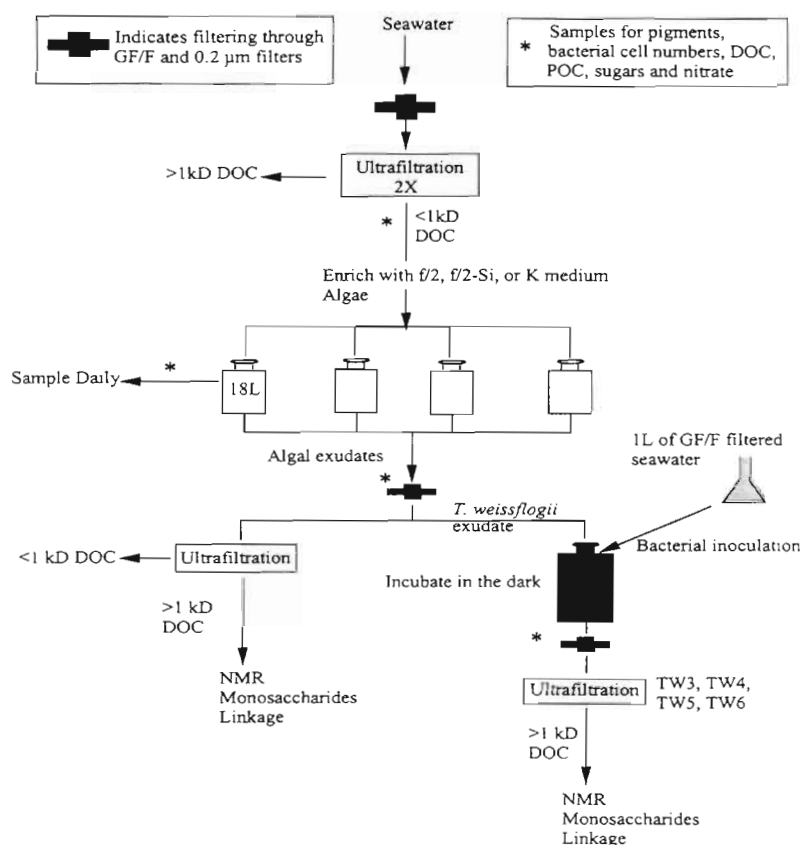 Indicates filtering through
GF/F and 0.2 µm filters
Seawater
* Samples for pigments,
bacterial cell numbers, DOC,
POC, sugars and nitrate
Ultrafiltration
2X
>1kD DOC
* <1kD
DOC
Enrich with f/2, f/2-Si, or K medium
Algae
Sample Daily
*
18L
Algal exudates
*
1L of GF/F filtered
seawater
T. weissflogii
exudate
<1 kD DOC
Ultrafiltration
Bacterial inoculation
Incubate in the dark
>1 kD
DOC
*
NMR
Monosaccharides
Linkage
Ultrafiltration
TW3, TW4,
TW5, TW6
>1 kD
DOC
NMR
Monosaccharides
Linkage